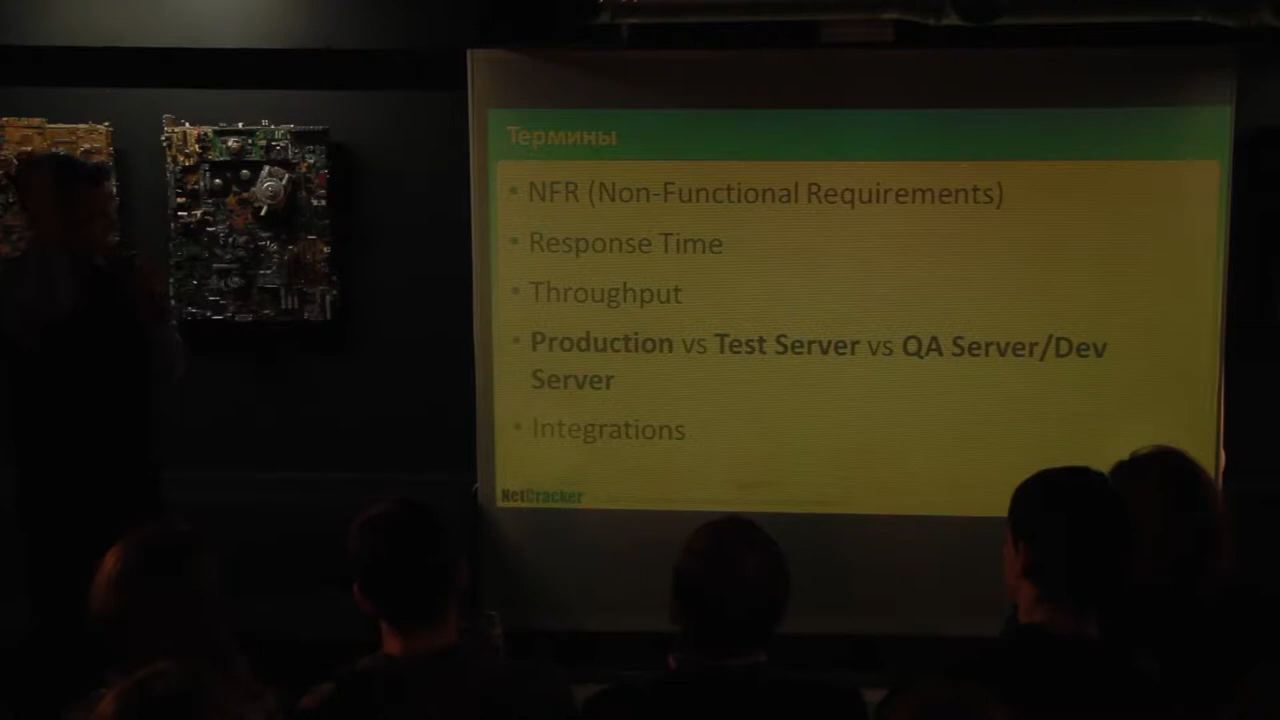 Термины
• NFR (Non-Functional Requirements)
• Response Time
• Throughput
• Production vs Test Server vs QA Server/Dev
Server
• Integrations
NetCracker